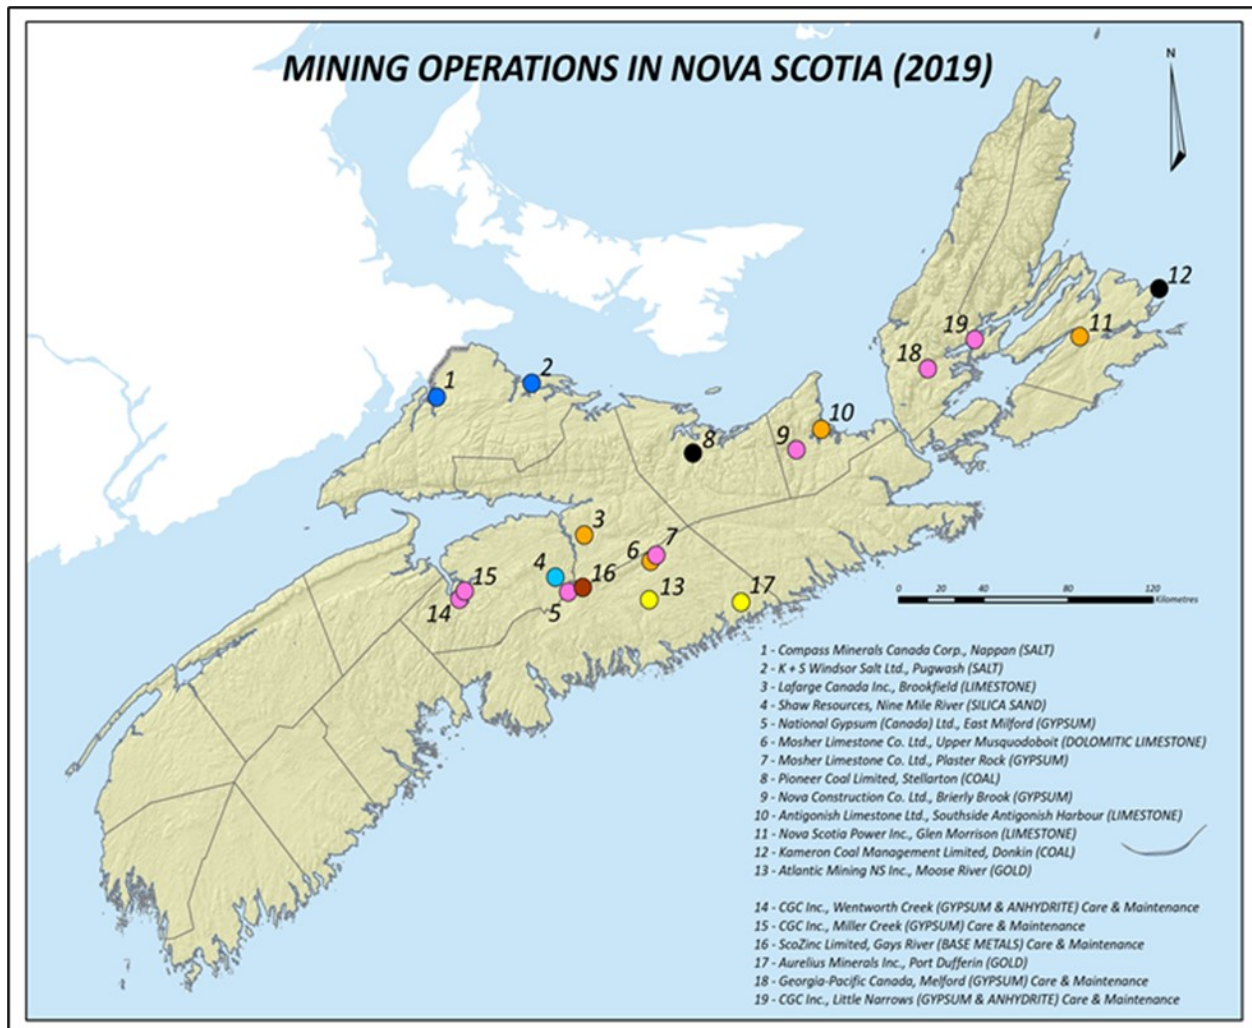 MINING OPERATIONS IN NOVA SCOTIA (2019)
N
12
19
11
18
2
1
10
8
9
3
7
6
4
16
15
13
17
14
5
0 20 40 80 120
Kilometres
1 - Compass Minerals Canada Corp., Nappan (SALT)
2 - K + S Windsor Salt Ltd., Pugwash (SALT)
3 - Lafarge Canada Inc., Brookfield (LIMESTONE)
4 - Shaw Resources, Nine Mile River (SILICA SAND)
5 - National Gypsum (Canada) Ltd., East Milford (GYPSUM)
6 - Mosher Limestone Co. Ltd., Upper Musquodoboit (DOLOMITIC LIMESTONE)
7 - Mosher Limestone Co. Ltd., Plaster Rock (GYPSUM)
8 - Pioneer Coal Limited, Stellarton (COAL)
9 - Nova Construction Co. Ltd., Brierly Brook (GYPSUM)
10 - Antigonish Limestone Ltd., Southside Antigonish Harbour (LIMESTONE)
11 - Nova Scotia Power Inc., Glen Morrison (LIMESTONE)
12 - Kameron Coal Management Limited, Donkin (COAL)
13 - Atlantic Mining NS Inc., Moose River (GOLD)
14 - CGC Inc., Wentworth Creek (GYPSUM & ANHYDRITE) Care & Maintenance
15 - CGC Inc., Miller Creek (GYPSUM) Care & Maintenance
16 - ScoZinc Limited, Gays River (BASE METALS) Care & Maintenance
17 - Aurelius Minerals Inc., Port Dufferin (GOLD)
18 - Georgia-Pacific Canada, Melford (GYPSUM) Care & Maintenance
19 - CGC Inc., Little Narrows (GYPSUM & ANHYDRITE) Care & Maintenance